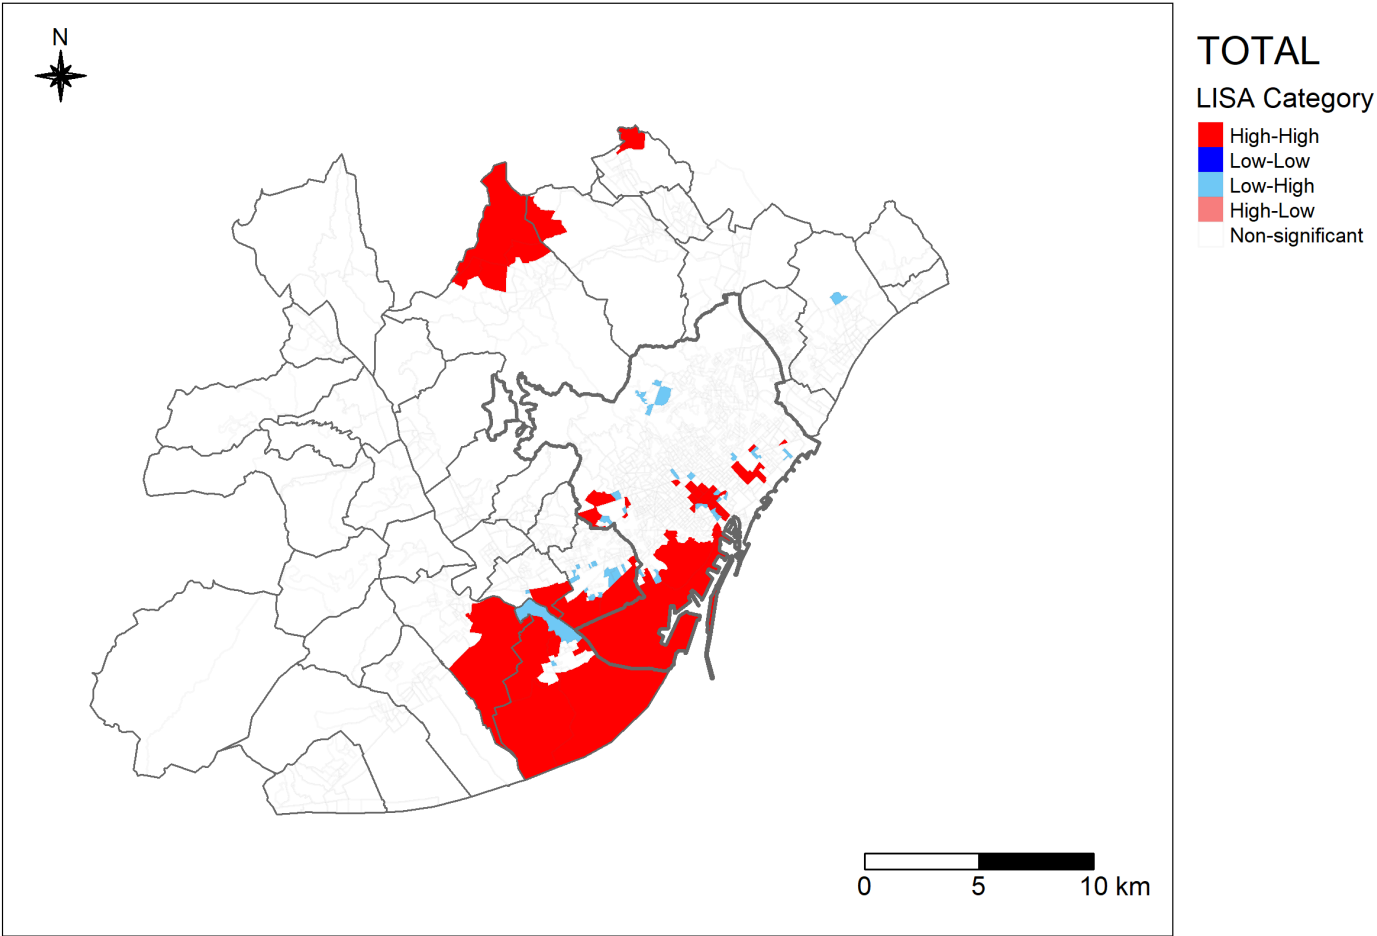 N
TOTAL
LISA Category
High-High
Low-Low
Low-High
High-Low
Non-significant
0 5 10 km